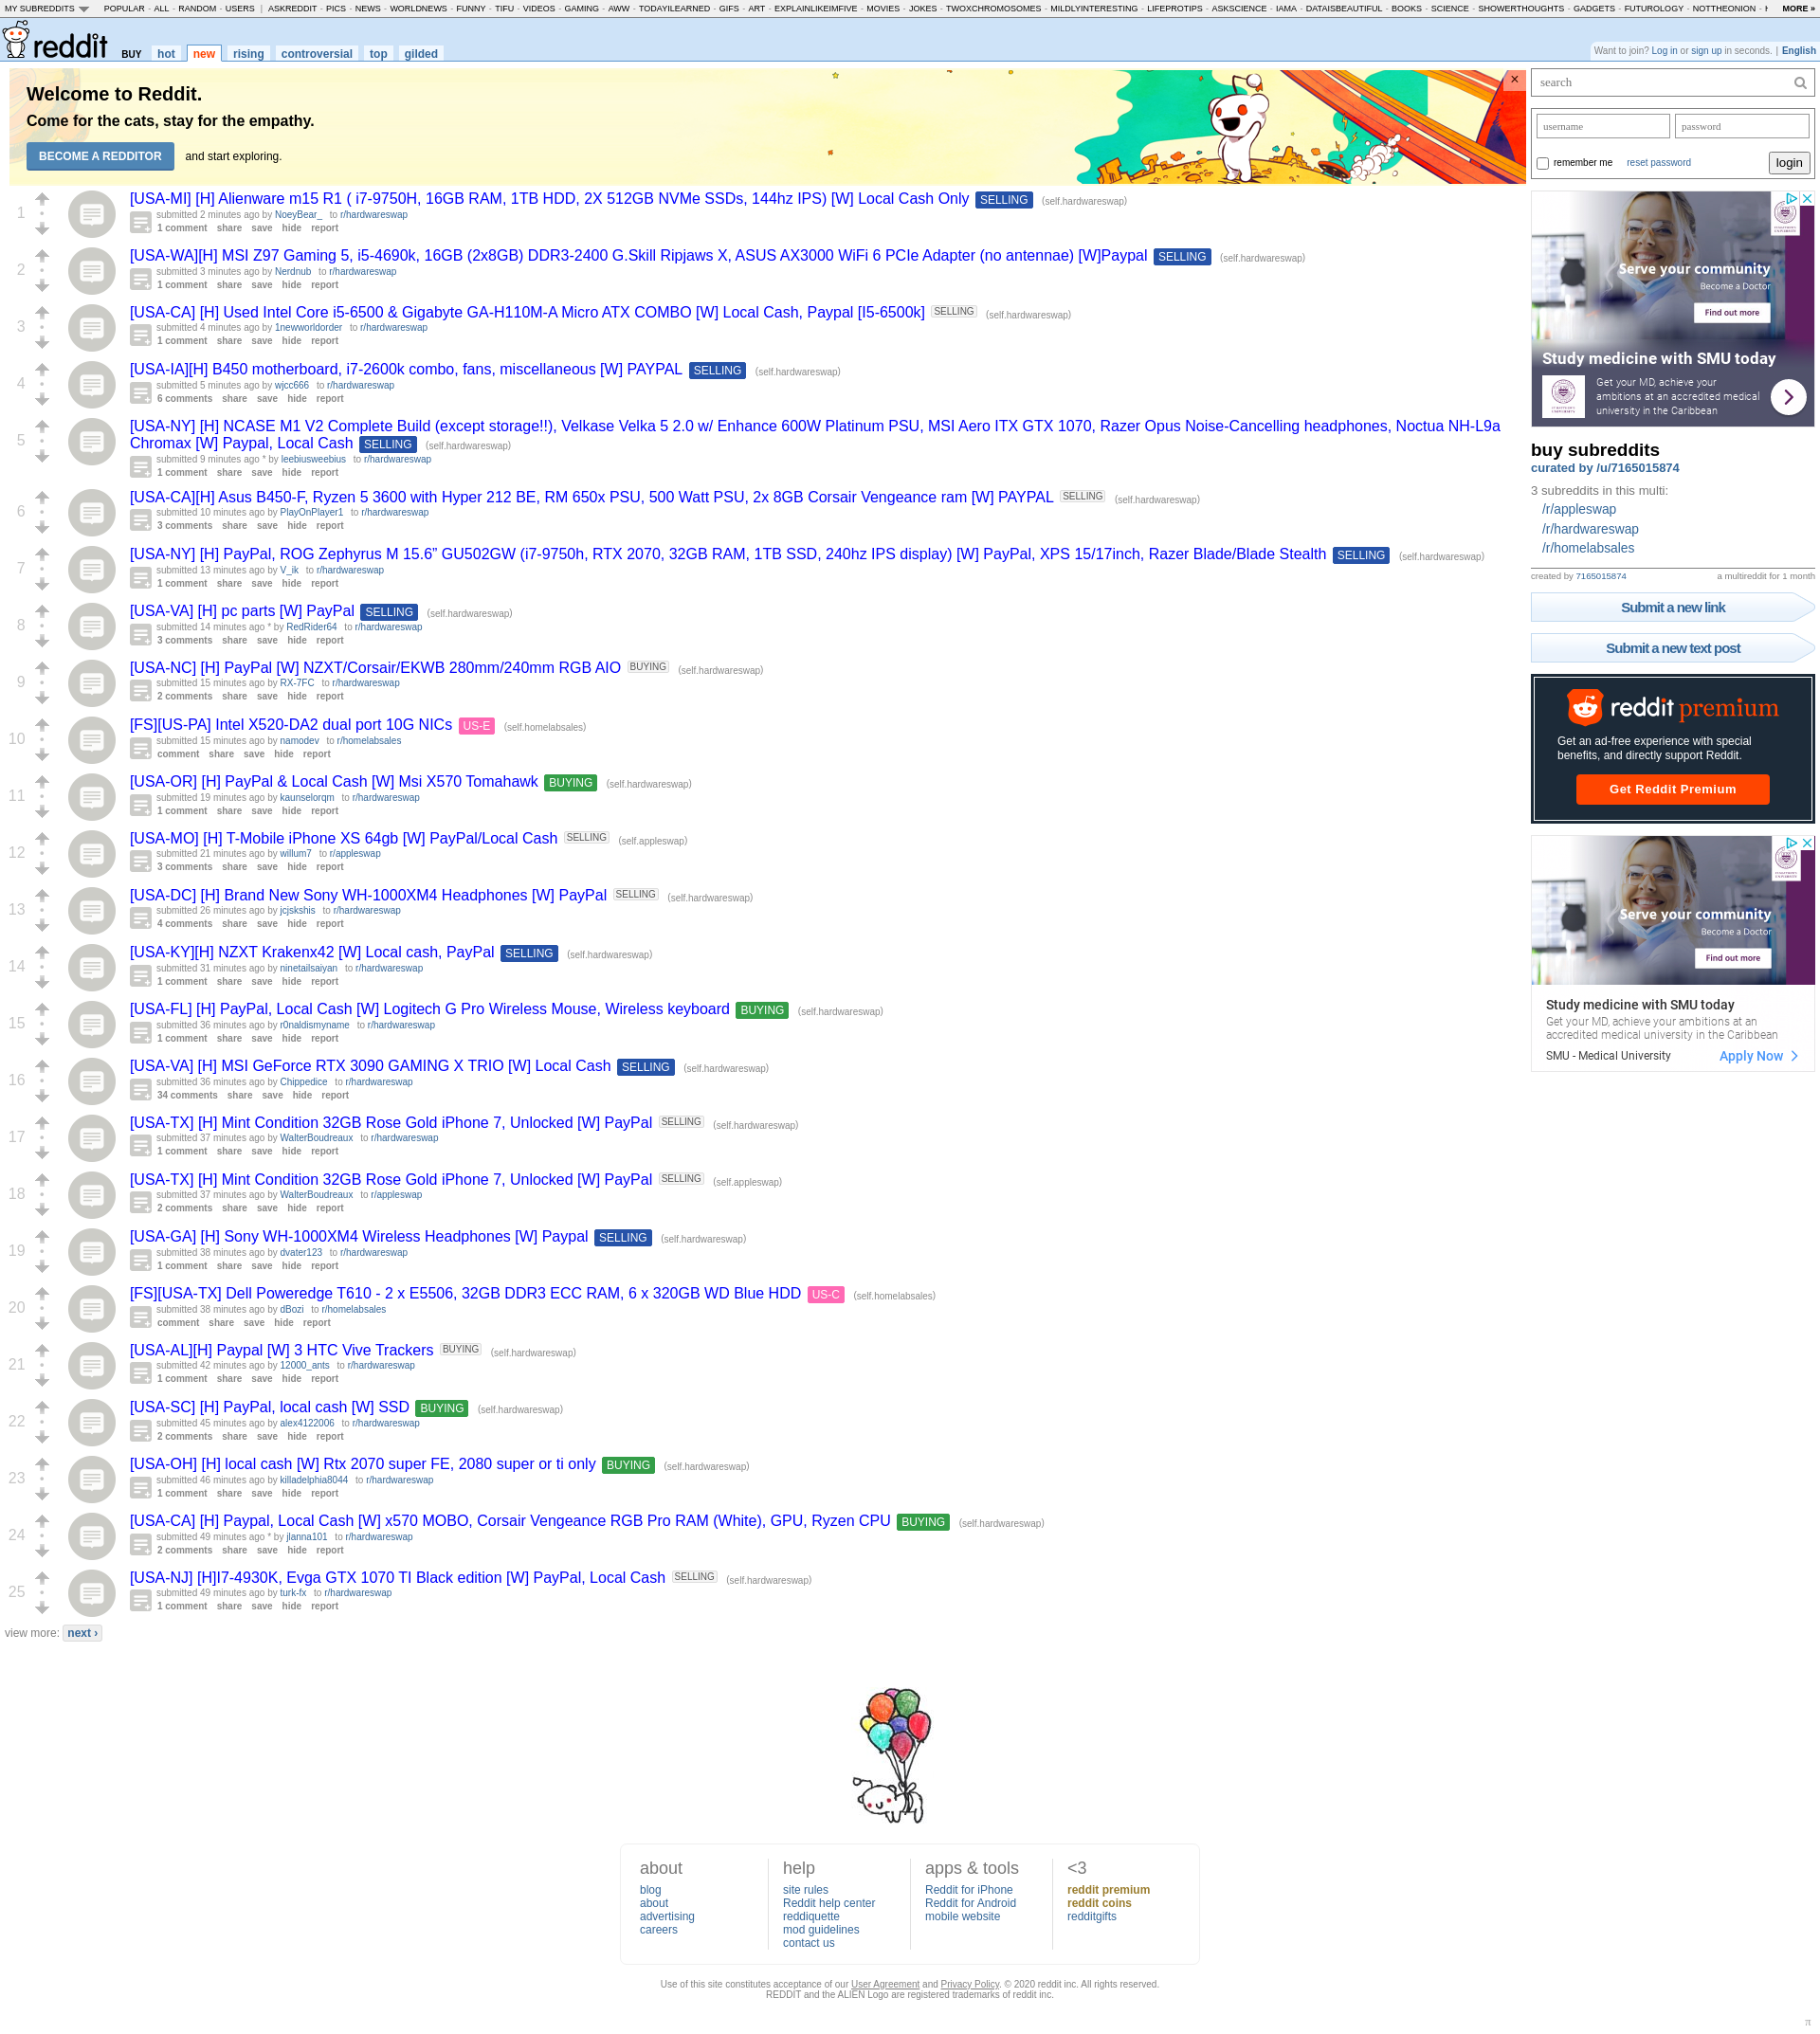 MY SUBREDDITS POPULAR - ALL - RANDOM - USERS | ASKREDDIT - PICS - NEWS - WORLDNEWS - FUNNY - TIFU - VIDEOS - GAMING - AWW - TODAYILEARNED - GIFS - ART - EXPLAINLIKEIMFIVE - MOVIES - JOKES - TWOXCHROMOSOMES - MILDLYINTERESTING - LIFEPROTIPS - ASKSCIENCE - IAMA - DATAISBEAUTIFUL - BOOKS - SCIENCE - SHOWERTHOUGHTS - GADGETS - FUTUROLOGY - NOTTHEONION - MORE »
reddit BUY hot new rising controversial top gilded
Want to join? Log in or sign up in seconds. | English
Welcome to Reddit.
Come for the cats, stay for the empathy.
BECOME A REDDITOR and start exploring.
×
1
[USA-MI] [H] Alienware m15 R1 ( i7-9750H, 16GB RAM, 1TB HDD, 2X 512GB NVMe SSDs, 144hz IPS) [W] Local Cash Only SELLING (self.hardwareswap)
submitted 2 minutes ago by NoeyBear_ to r/hardwareswap
1 comment share save hide report
2
[USA-WA][H] MSI Z97 Gaming 5, i5-4690k, 16GB (2x8GB) DDR3-2400 G.Skill Ripjaws X, ASUS AX3000 WiFi 6 PCIe Adapter (no antennae) [W]Paypal SELLING (self.hardwareswap)
submitted 3 minutes ago by Nerdnub to r/hardwareswap
1 comment share save hide report
3
[USA-CA] [H] Used Intel Core i5-6500 & Gigabyte GA-H110M-A Micro ATX COMBO [W] Local Cash, Paypal [I5-6500k] SELLING (self.hardwareswap)
submitted 4 minutes ago by 1newworldorder to r/hardwareswap
1 comment share save hide report
4
[USA-IA][H] B450 motherboard, i7-2600k combo, fans, miscellaneous [W] PAYPAL SELLING (self.hardwareswap)
submitted 5 minutes ago by wjcc666 to r/hardwareswap
6 comments share save hide report
5
[USA-NY] [H] NCASE M1 V2 Complete Build (except storage!!), Velkase Velka 5 2.0 w/ Enhance 600W Platinum PSU, MSI Aero ITX GTX 1070, Razer Opus Noise-Cancelling headphones, Noctua NH-L9a
Chromax [W] Paypal, Local Cash SELLING (self.hardwareswap)
submitted 9 minutes ago * by leebiusweebius to r/hardwareswap
1 comment share save hide report
6
[USA-CA][H] Asus B450-F, Ryzen 5 3600 with Hyper 212 BE, RM 650x PSU, 500 Watt PSU, 2x 8GB Corsair Vengeance ram [W] PAYPAL SELLING (self.hardwareswap)
submitted 10 minutes ago by PlayOnPlayer1 to r/hardwareswap
3 comments share save hide report
7
[USA-NY] [H] PayPal, ROG Zephyrus M 15.6” GU502GW (i7-9750h, RTX 2070, 32GB RAM, 1TB SSD, 240hz IPS display) [W] PayPal, XPS 15/17inch, Razer Blade/Blade Stealth SELLING (self.hardwareswap)
submitted 13 minutes ago by V_ik to r/hardwareswap
1 comment share save hide report
8
[USA-VA] [H] pc parts [W] PayPal SELLING (self.hardwareswap)
submitted 14 minutes ago * by RedRider64 to r/hardwareswap
3 comments share save hide report
9
[USA-NC] [H] PayPal [W] NZXT/Corsair/EKWB 280mm/240mm RGB AIO BUYING (self.hardwareswap)
submitted 15 minutes ago by RX-7FC to r/hardwareswap
2 comments share save hide report
10
[FS][US-PA] Intel X520-DA2 dual port 10G NICs US-E (self.homelabsales)
submitted 15 minutes ago by namodev to r/homelabsales
comment share save hide report
11
[USA-OR] [H] PayPal & Local Cash [W] Msi X570 Tomahawk BUYING (self.hardwareswap)
submitted 19 minutes ago by kaunselorqm to r/hardwareswap
1 comment share save hide report
12
[USA-MO] [H] T-Mobile iPhone XS 64gb [W] PayPal/Local Cash SELLING (self.appleswap)
submitted 21 minutes ago by willum7 to r/appleswap
3 comments share save hide report
13
[USA-DC] [H] Brand New Sony WH-1000XM4 Headphones [W] PayPal SELLING (self.hardwareswap)
submitted 26 minutes ago by jcjskshis to r/hardwareswap
4 comments share save hide report
14
[USA-KY][H] NZXT Krakenx42 [W] Local cash, PayPal SELLING (self.hardwareswap)
submitted 31 minutes ago by ninetailsaiyan to r/hardwareswap
1 comment share save hide report
15
[USA-FL] [H] PayPal, Local Cash [W] Logitech G Pro Wireless Mouse, Wireless keyboard BUYING (self.hardwareswap)
submitted 36 minutes ago by r0naldismyname to r/hardwareswap
1 comment share save hide report
16
[USA-VA] [H] MSI GeForce RTX 3090 GAMING X TRIO [W] Local Cash SELLING (self.hardwareswap)
submitted 36 minutes ago by Chippedice to r/hardwareswap
34 comments share save hide report
17
[USA-TX] [H] Mint Condition 32GB Rose Gold iPhone 7, Unlocked [W] PayPal SELLING (self.hardwareswap)
submitted 37 minutes ago by WalterBoudreaux to r/hardwareswap
1 comment share save hide report
18
[USA-TX] [H] Mint Condition 32GB Rose Gold iPhone 7, Unlocked [W] PayPal SELLING (self.appleswap)
submitted 37 minutes ago by WalterBoudreaux to r/appleswap
2 comments share save hide report
19
[USA-GA] [H] Sony WH-1000XM4 Wireless Headphones [W] Paypal SELLING (self.hardwareswap)
submitted 38 minutes ago by dvater123 to r/hardwareswap
1 comment share save hide report
20
[FS][USA-TX] Dell Poweredge T610 - 2 x E5506, 32GB DDR3 ECC RAM, 6 x 320GB WD Blue HDD US-C (self.homelabsales)
submitted 38 minutes ago by dBozi to r/homelabsales
comment share save hide report
21
[USA-AL][H] Paypal [W] 3 HTC Vive Trackers BUYING (self.hardwareswap)
submitted 42 minutes ago by 12000_ants to r/hardwareswap
1 comment share save hide report
22
[USA-SC] [H] PayPal, local cash [W] SSD BUYING (self.hardwareswap)
submitted 45 minutes ago by alex4122006 to r/hardwareswap
2 comments share save hide report
23
[USA-OH] [H] local cash [W] Rtx 2070 super FE, 2080 super or ti only BUYING (self.hardwareswap)
submitted 46 minutes ago by killadelphia8044 to r/hardwareswap
1 comment share save hide report
24
[USA-CA] [H] Paypal, Local Cash [W] x570 MOBO, Corsair Vengeance RGB Pro RAM (White), GPU, Ryzen CPU BUYING (self.hardwareswap)
submitted 49 minutes ago * by jlanna101 to r/hardwareswap
2 comments share save hide report
25
[USA-NJ] [H]I7-4930K, Evga GTX 1070 TI Black edition [W] PayPal, Local Cash SELLING (self.hardwareswap)
submitted 49 minutes ago by turk-fx to r/hardwareswap
1 comment share save hide report
view more: next ›
search
username password
remember me reset password login
Serve your community
Become a Doctor
Find out more
Study medicine with SMU today
Get your MD, achieve your
ambitions at an accredited medical
university in the Caribbean
buy subreddits
curated by /u/7165015874
3 subreddits in this multi:
/r/appleswap
/r/hardwareswap
/r/homelabsales
created by 7165015874 a multireddit for 1 month
Submit a new link
Submit a new text post
reddit premium
Get an ad-free experience with special
benefits, and directly support Reddit.
Get Reddit Premium
Serve your community
Become a Doctor
Find out more
Study medicine with SMU today
Get your MD, achieve your ambitions at an
accredited medical university in the Caribbean
SMU - Medical University Apply Now
about
blog
about
advertising
careers
help
site rules
Reddit help center
reddiquette
mod guidelines
contact us
apps & tools
Reddit for iPhone
Reddit for Android
mobile website
<3
reddit premium
reddit coins
redditgifts
Use of this site constitutes acceptance of our User Agreement and Privacy Policy. © 2020 reddit inc. All rights reserved.
REDDIT and the ALIEN Logo are registered trademarks of reddit inc.
π